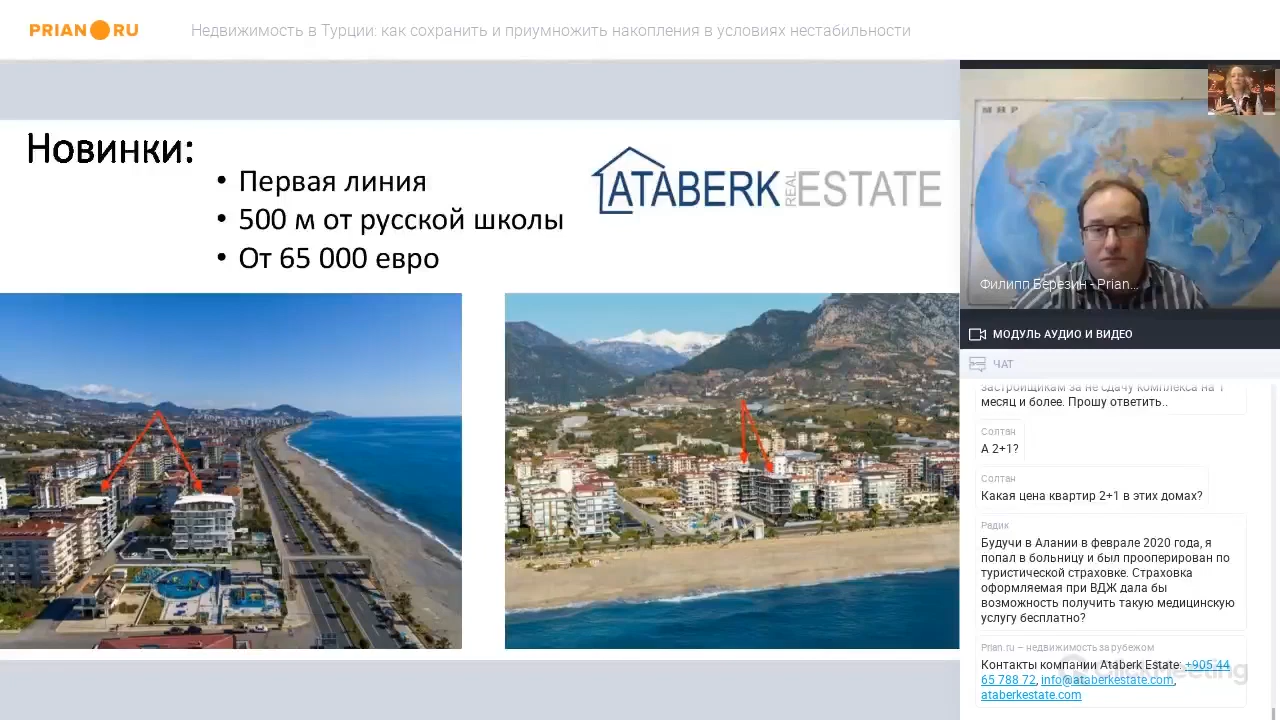 PRIAN RU
Недвижимость в Турции: как сохранить и приумножить накопления в условиях нестабильности
Новинки:
• Первая линия
• 500 м от русской школы
• От 65 000 евро
ATABERK REAL ESTATE
МИР
Филипп Березин - Prian...
МОДУЛЬ АУДИО И ВИДЕО
ЧАТ
застройщикам за не сдачу комплекса на 1
месяц и более. Прошу ответить..
Солтан
А 2+1?
Солтан
Какая цена квартир 2+1 в этих домах?
Радик
Будучи в Алании в феврале 2020 года, я
попал в больницу и был прооперирован по
туристической страховке. Страховка
оформляемая при ВДЖ дала бы
возможность получить такую медицинскую
услугу бесплатно?
Prian.ru – недвижимость за рубежом
Контакты компании Ataberk Estate: +905 44
65 788 72, info@ataberkestate.com,
ataberkestate.com
ClickMeeting